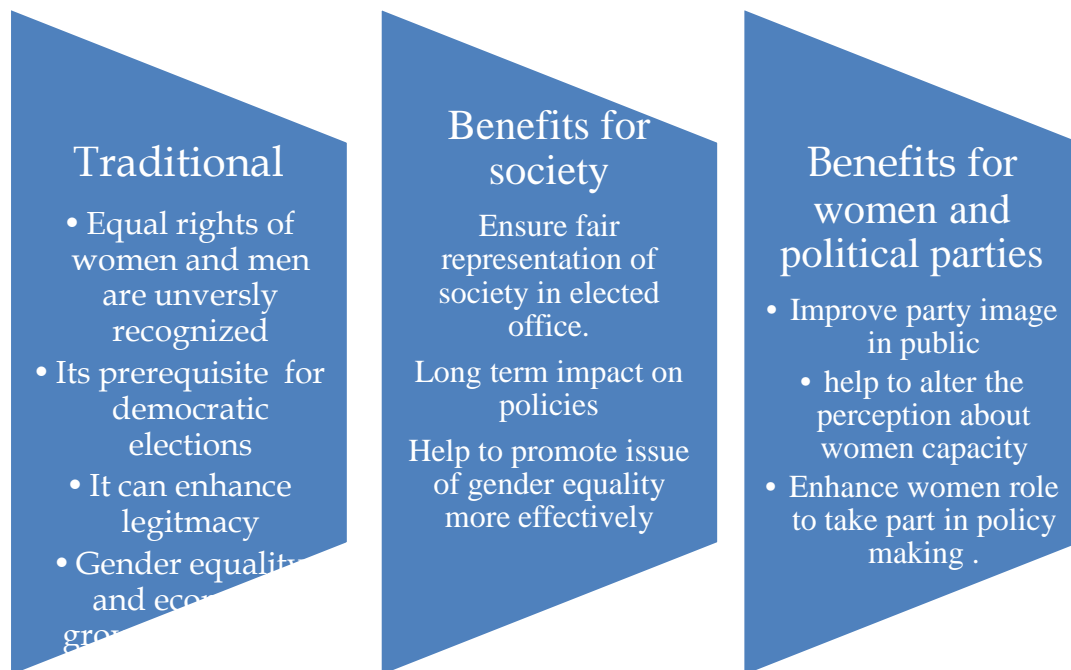 Traditional
• Equal rights of
women and men
are unversly
recognized
• Its prerequisite for
democratic
elections
• It can enhance
legitmacy
• Gender equality
and
Benefits for
society
Ensure fair
representation of
society in elected
office.
Long term impact on
policies
Help to promote issue
of gender equality
more effectively
Benefits for
women and
political parties
• Improve party image
in public
• help to alter the
perception about
women capacity
• Enhance women role
to take part in policy
making .